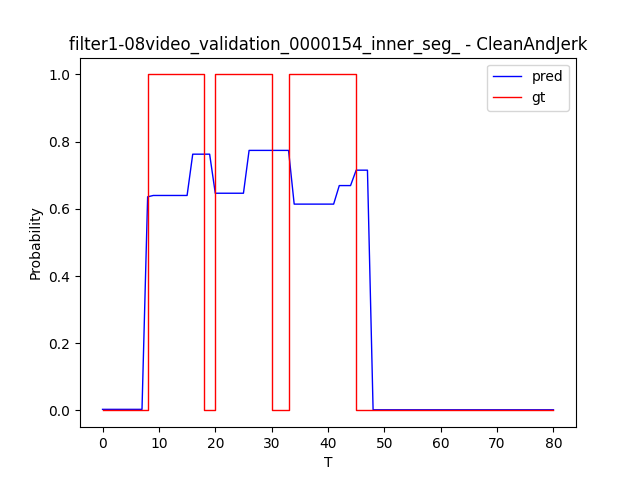 filter1-08video_validation_0000154_inner_seg_ - CleanAndJerk
pred
gt
1.0
0.8
0.6
0.4
0.2
0.0
Probability
0 10 20 30 40 50 60 70 80
T